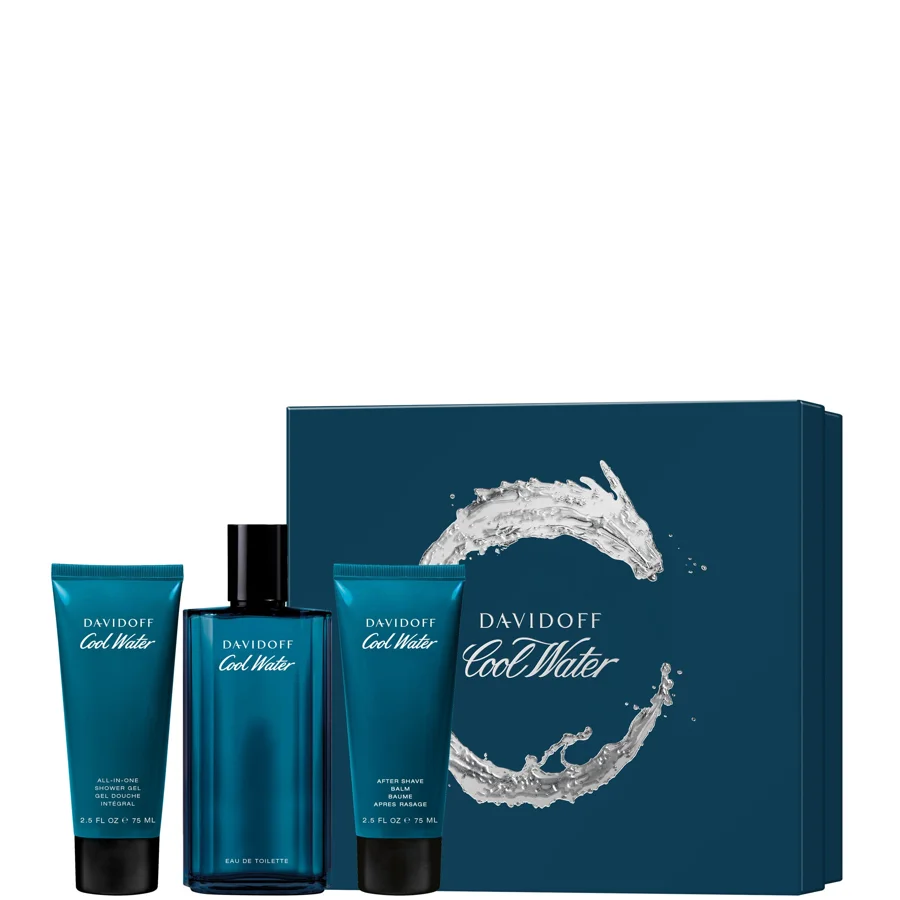 DAVIDOFF
Cool Water
ALL-IN-ONE
SHOWER GEL
GEL DOUCHE
INTÉGRAL
2.5 FL OZ ℮ 75 ML
DAVIDOFF
Cool Water
EAU DE TOILETTE
DAVIDOFF
Cool Water
AFTER SHAVE
BALM
BAUME
APRES RASAGE
2.5 FL OZ ℮ 75 ML
DAVIDOFF
Cool Water